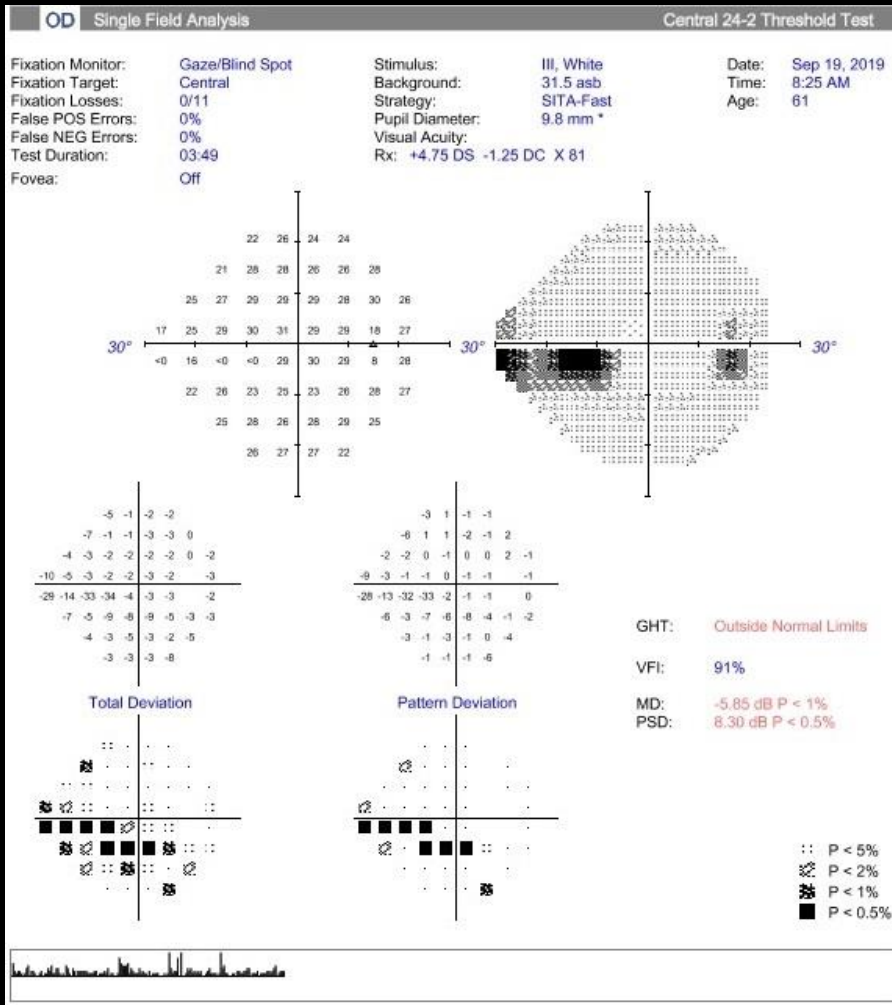 OD Single Field Analysis Central 24-2 Threshold Test
Fixation Monitor: Gaze/Blind Spot Stimulus: III, White Date: Sep 19, 2019
Fixation Target: Central Background: 31.5 asb Time: 8:25 AM
Fixation Losses: 0/11 Strategy: SITA-Fast Age: 61
False POS Errors: 0% Pupil Diameter: 9.8 mm *
False NEG Errors: 0% Visual Acuity:
Test Duration: 03:49 Rx: +4.75 DS -1.25 DC X 81
Fovea: Off
22 26 24 24
21 28 28 26 26 28
25 27 29 29 29 28 30 26
17 25 29 30 31 29 29 18 27
30° 30° 30°
<0 16 <0 <0 29 30 29 8 28
22 26 23 25 23 26 28 27
25 28 26 28 29 25
26 27 27 22
-5 -1 -2 -2 -3 1 -1 -1
-7 -1 -1 -3 -3 0 -6 1 1 -2 -1 2
-4 -3 -2 -2 -2 -2 0 -2 -2 -2 0 -1 0 0 2 -1
-10 -5 -3 -2 -2 -3 -2 -3 -9 -3 -1 -1 0 -1 -1 -1
-29 -14 -33 -34 -4 -3 -3 -2 -28 -13 -32 -33 -2 -1 -1 0
-7 -5 -9 -8 -9 -5 -3 -3 -6 -3 -7 -6 -8 -4 -1 -2
-4 -3 -5 -3 -2 -5 -3 -1 -3 -1 0 -4
-3 -3 -3 -8 -1 -1 -1 -6
GHT: Outside Normal Limits
VFI: 91%
Total Deviation Pattern Deviation
MD: -5.85 dB P < 1%
PSD: 8.30 dB P < 0.5%
P < 5%
P < 2%
P < 1%
P < 0.5%